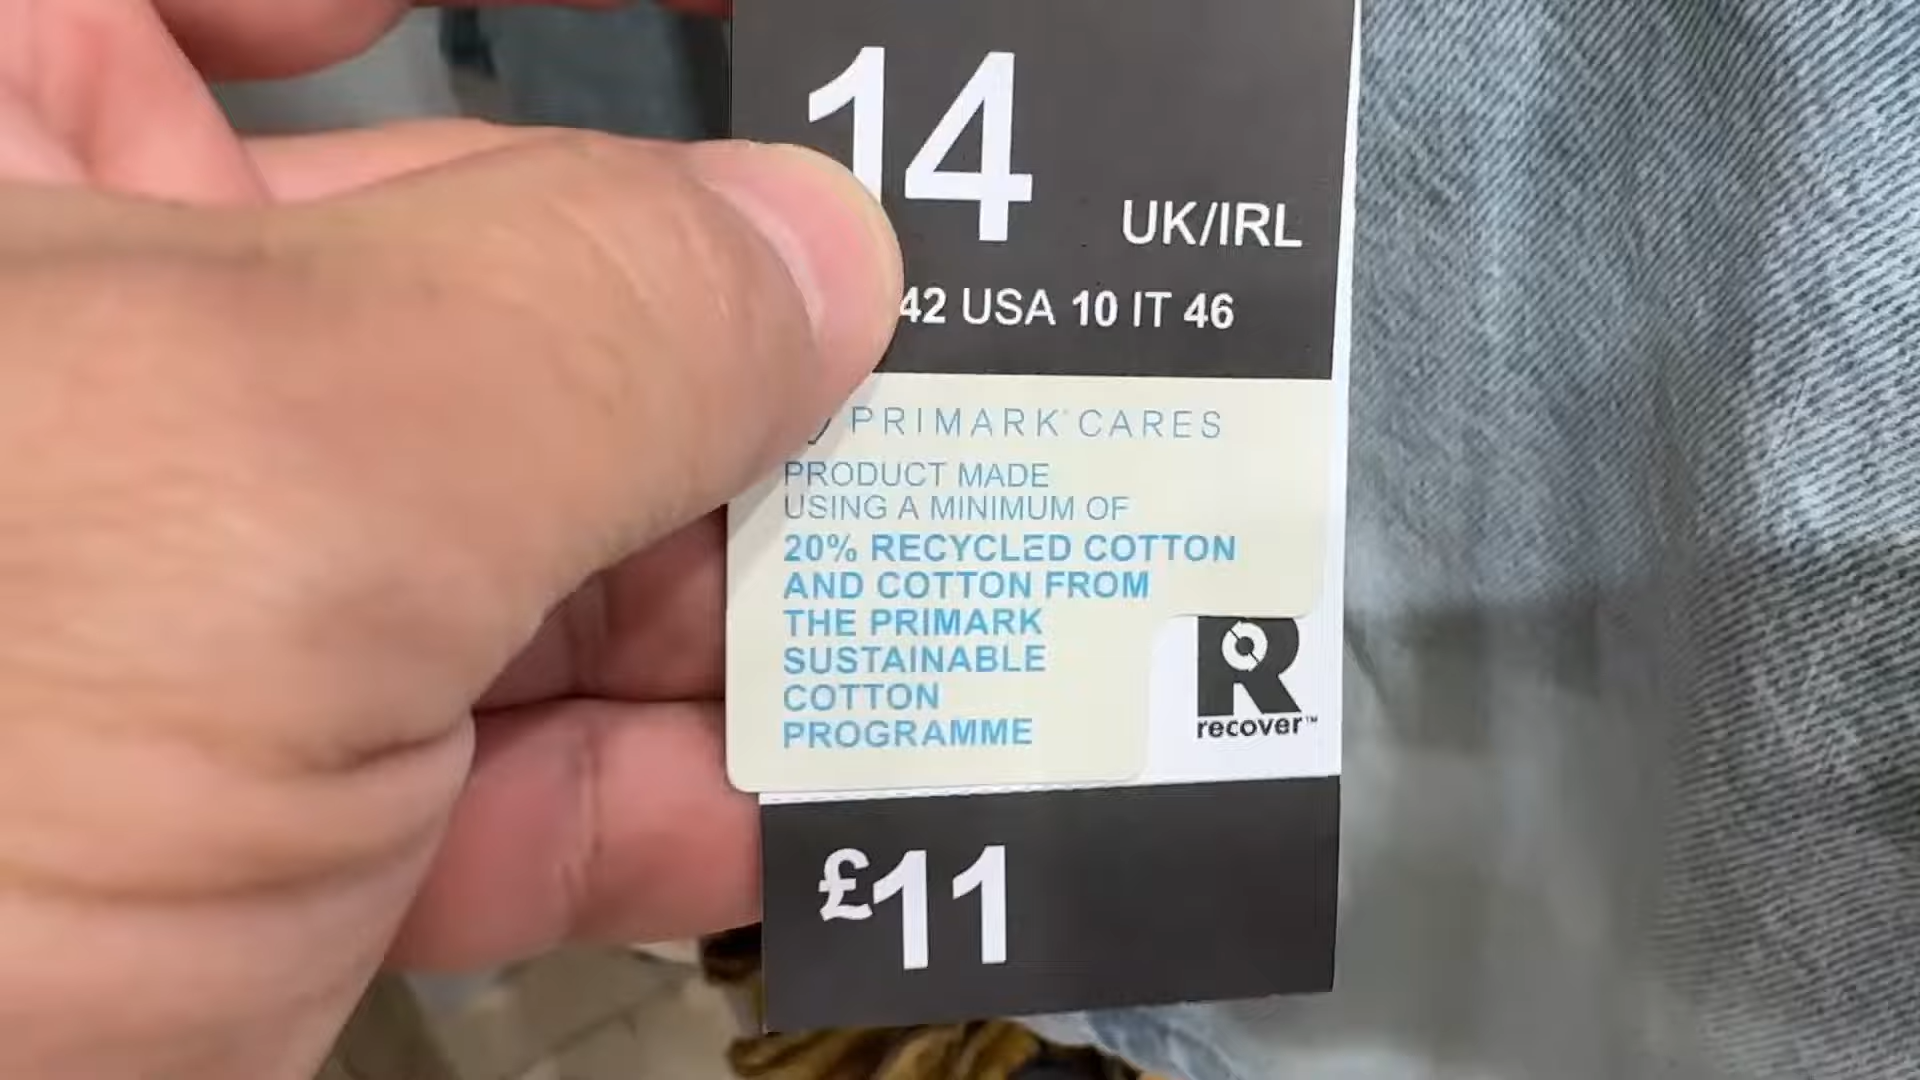 14 UK/IRL
42 USA 10 IT 46
PRIMARK CARES
PRODUCT MADE
USING A MINIMUM OF
20% RECYCLED COTTON
AND COTTON FROM
THE PRIMARK
SUSTAINABLE
COTTON
PROGRAMME
recover™
£11